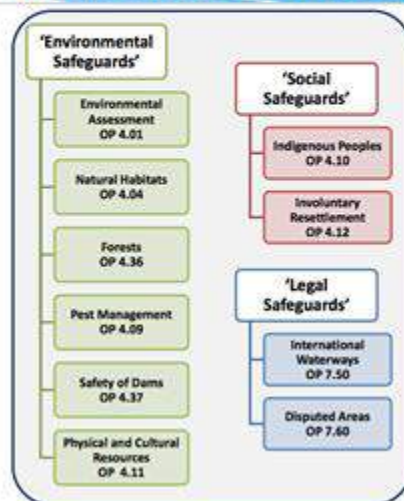 ‘Environmental
Safeguards’
Environmental
Assessment
OP 4.01
Natural Habitats
OP 4.04
Forests
OP 4.36
Pest Management
OP 4.09
Safety of Dams
OP 4.37
Physical and Cultural
Resources
OP 4.11
‘Social
Safeguards’
Indigenous Peoples
OP 4.10
Involuntary
Resettlement
OP 4.12
‘Legal
Safeguards’
International
Waterways
OP 7.50
Disputed Areas
OP 7.60